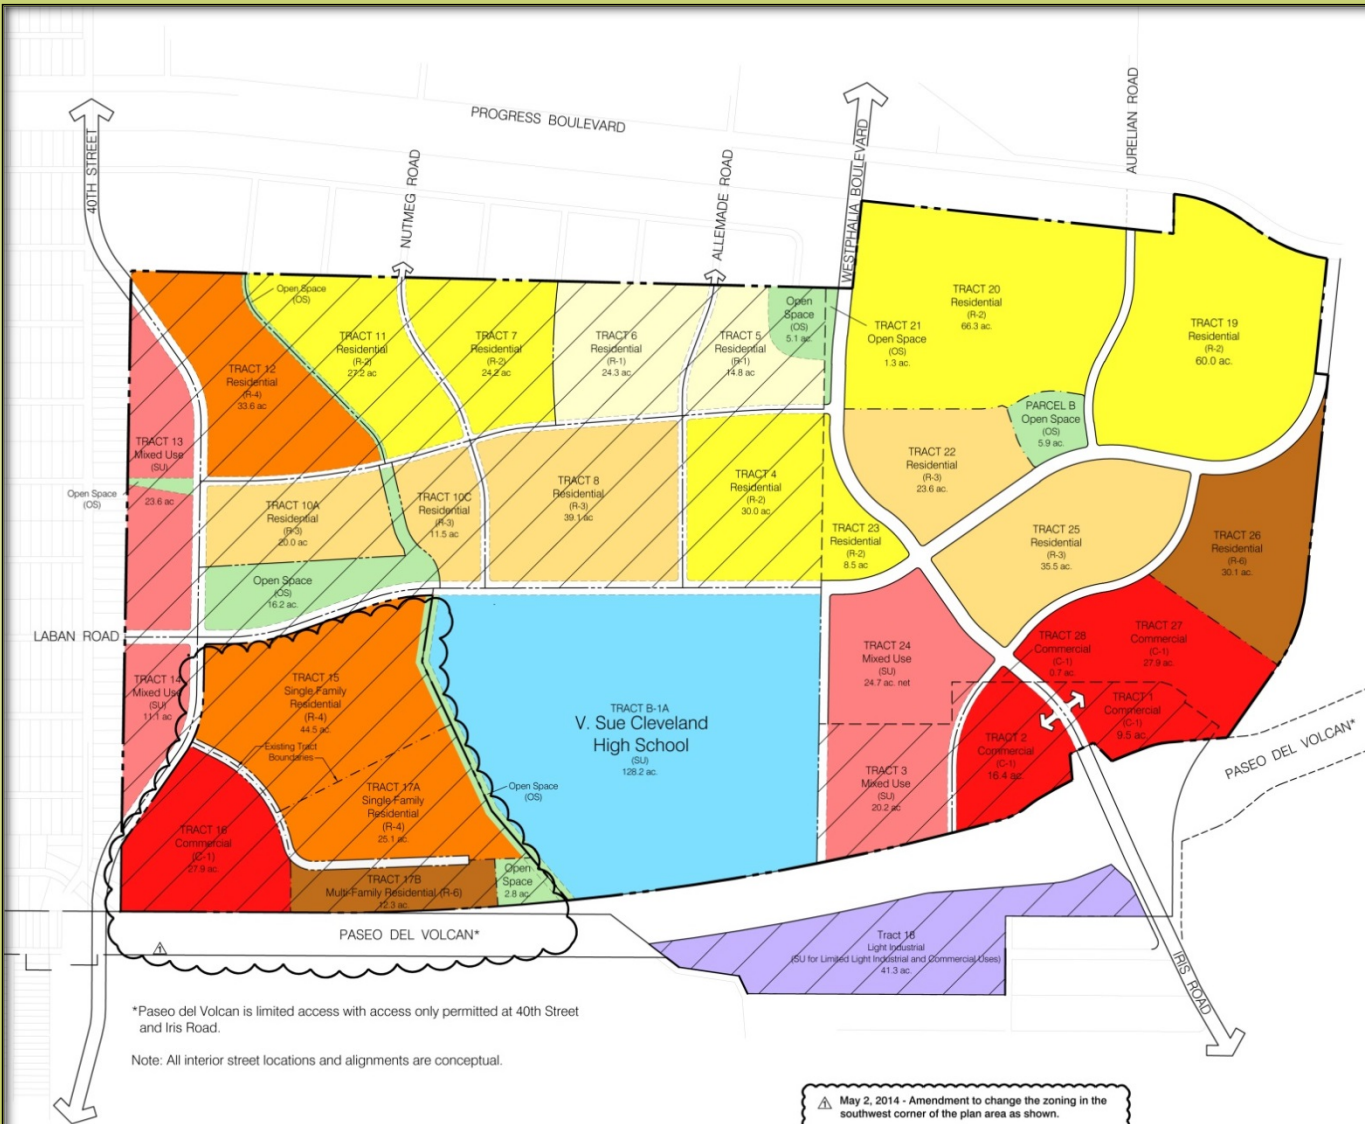 PROGRESS BOULEVARD
40TH STREET
NUTMEG ROAD
ALLEMADE ROAD
WESTPHALIA BOULEVARD
AURELIAN ROAD
Open Space
(OS)
TRACT 11
Residential
(R-2)
27.2 ac
TRACT 7
Residential
(R-2)
24.2 ac
TRACT 6
Residential
(R-1)
24.3 ac
TRACT 5
Residential
(R-1)
14.8 ac
Open
Space
(OS)
5.1 ac.
TRACT 21
Open Space
(OS)
1.3 ac.
TRACT 20
Residential
(R-2)
66.3 ac.
TRACT 19
Residential
(R-2)
60.0 ac.
TRACT 12
Residential
(R-4)
33.6 ac
TRACT 13
Mixed Use
(SU)
23.6 ac
Open Space
(OS)
TRACT 10A
Residential
(R-3)
20.0 ac
TRACT 10C
Residential
(R-3)
11.5 ac
TRACT 8
Residential
(R-3)
39.1 ac
TRACT 4
Residential
(R-2)
30.0 ac
TRACT 23
Residential
(R-2)
8.5 ac
TRACT 22
Residential
(R-3)
23.6 ac.
PARCEL B
Open Space
(OS)
5.9 ac.
TRACT 25
Residential
(R-3)
35.5 ac.
TRACT 26
Residential
(R-6)
30.1 ac.
Open Space
(OS)
16.2 ac.
LABAN ROAD
TRACT 14
Mixed Use
(SU)
11.1 ac
TRACT 15
Single Family
Residential
(R-4)
44.5 ac.
Existing Tract
Boundaries
TRACT 17A
Single Family
Residential
(R-4)
25.1 ac.
Open Space
(OS)
TRACT B-1A
V. Sue Cleveland
High School
(SU)
128.2 ac.
TRACT 24
Mixed Use
(SU)
24.7 ac. net
TRACT 28
Commercial
(C-1)
0.7 ac.
TRACT 27
Commercial
(C-1)
27.9 ac.
TRACT 1
Commercial
(C-1)
9.5 ac.
TRACT 2
Commercial
(C-1)
16.4 ac.
TRACT 3
Mixed Use
(SU)
20.2 ac
PASEO DEL VOLCAN*
TRACT 16
Commercial
(C-1)
27.9 ac.
TRACT 17B
Multi-Family Residential (R-6)
12.3 ac.
Open
Space
2.8 ac.
PASEO DEL VOLCAN*
1
Tract 18
Light Industrial
(SU for Limited Light Industrial and Commercial Uses)
41.3 ac.
IRIS ROAD
*Paseo del Volcan is limited access with access only permitted at 40th Street
and Iris Road.
Note: All interior street locations and alignments are conceptual.
1 May 2, 2014 - Amendment to change the zoning in the
southwest corner of the plan area as shown.